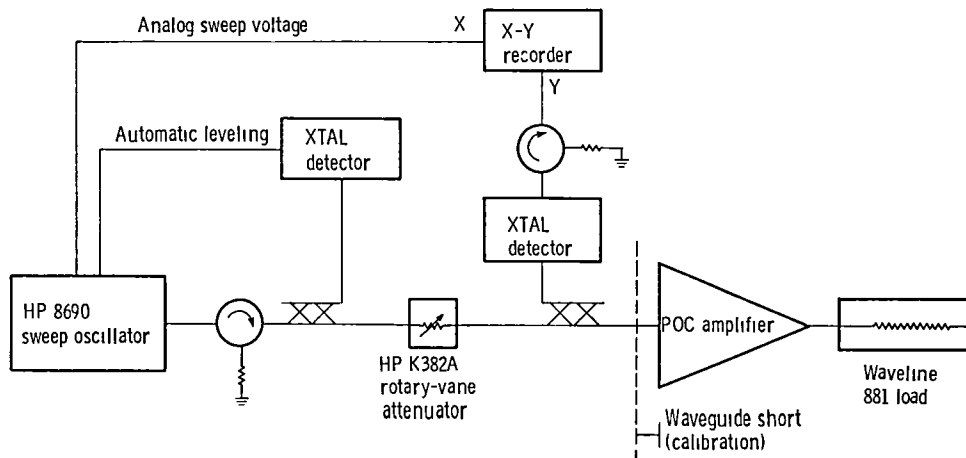 Analog sweep voltage
X
X-Y
recorder
Y
Automatic leveling
XTAL
detector
XTAL
detector
HP 8690
sweep oscillator
HP K382A
rotary-vane
attenuator
POC amplifier
Waveline
881 load
Waveguide short
(calibration)